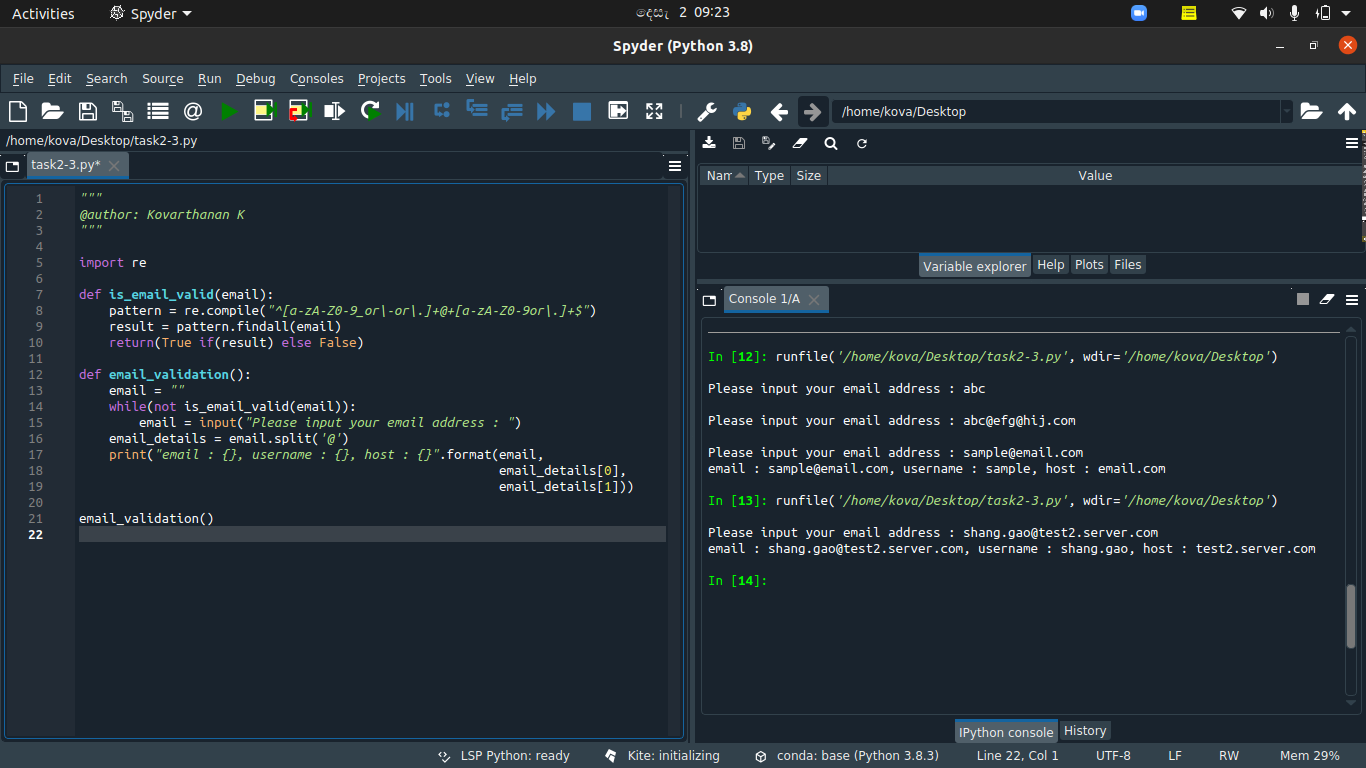 Activities Spyder දෙසැ 2 09:23
Spyder (Python 3.8)
File Edit Search Source Run Debug Consoles Projects Tools View Help
/home/kova/Desktop
/home/kova/Desktop/task2-3.py
task2-3.py*
1 """
2 @author: Kovarthanan K
3 """
4
5 import re
6
7 def is_email_valid(email):
8 pattern = re.compile("^[a-zA-Z0-9_or\-or\.]+@+[a-zA-Z0-9or\.]+$")
9 result = pattern.findall(email)
10 return(True if(result) else False)
11
12 def email_validation():
13 email = ""
14 while(not is_email_valid(email)):
15 email = input("Please input your email address : ")
16 email_details = email.split('@')
17 print("email : {}, username : {}, host : {}".format(email,
18 email_details[0],
19 email_details[1]))
20
21 email_validation()
22
Nam Type Size Value
Variable explorer Help Plots Files
Console 1/A
In [12]: runfile('/home/kova/Desktop/task2-3.py', wdir='/home/kova/Desktop')
Please input your email address : abc
Please input your email address : abc@efg@hij.com
Please input your email address : sample@email.com
email : sample@email.com, username : sample, host : email.com
In [13]: runfile('/home/kova/Desktop/task2-3.py', wdir='/home/kova/Desktop')
Please input your email address : shang.gao@test2.server.com
email : shang.gao@test2.server.com, username : shang.gao, host : test2.server.com
In [14]:
IPython console History
LSP Python: ready Kite: initializing conda: base (Python 3.8.3) Line 22, Col 1 UTF-8 LF RW Mem 29%